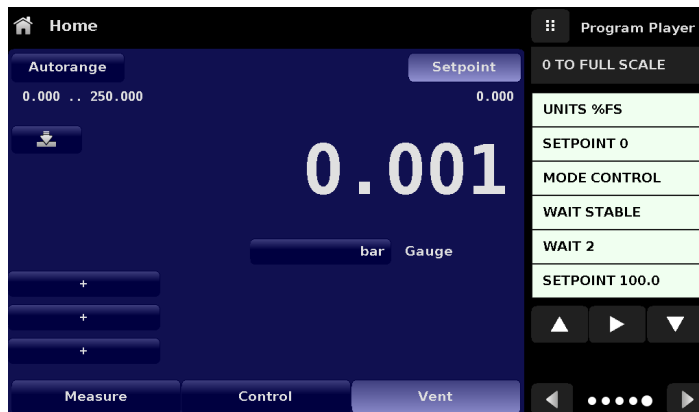 Home
Program Player
Autorange
Setpoint
0 TO FULL SCALE
0.000 .. 250.000
0.000
UNITS %FS
SETPOINT 0
0.001
MODE CONTROL
WAIT STABLE
bar Gauge
WAIT 2
SETPOINT 100.0
+
+
+
Measure
Control
Vent